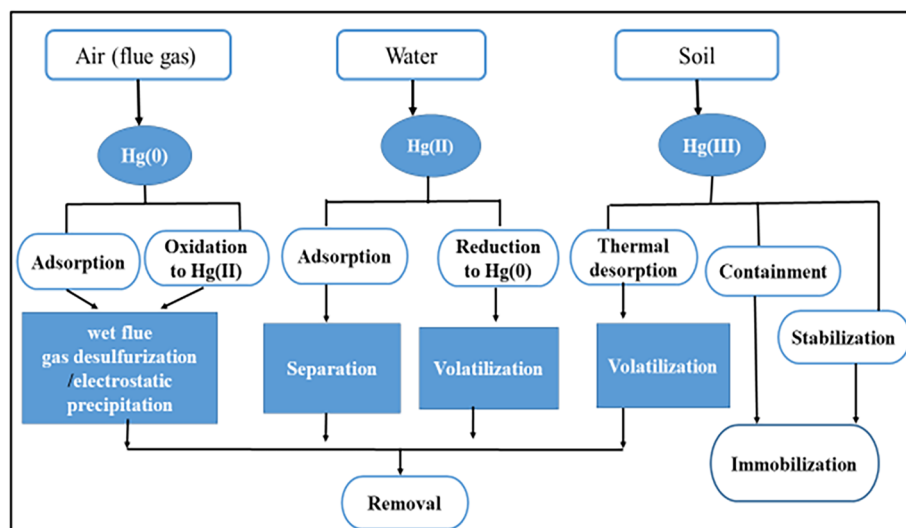 Air (flue gas)
Water
Soil
Hg(0)
Hg(II)
Hg(III)
Adsorption
Oxidation
to Hg(II)
Adsorption
Reduction
to Hg(0)
Thermal
desorption
Containment
Stabilization
wet flue
gas desulfurization
/electrostatic
precipitation
Separation
Volatilization
Volatilization
Immobilization
Removal